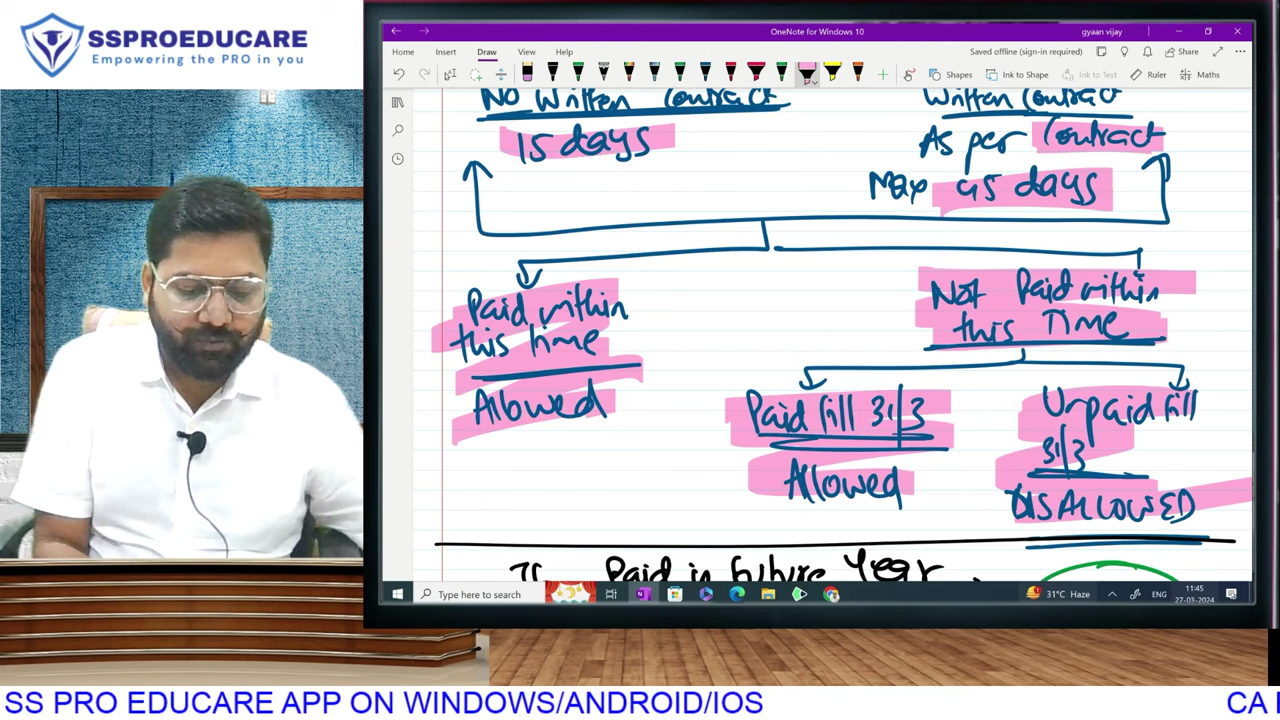 SSPROEDUCARE
Empowering the PRO in you
OneNote for Windows 10
gyaan vijay
Home Insert Draw View Help
Saved offline (sign-in required)
Share
Shapes
Ink to Shape
Ink to Text
Ruler
Maths
No Written Contract
15 days
Written Contract
As per Contract
Max 45 days
Paid within
this time
Allowed
Not Paid within
this Time
Paid till 31/3
Allowed
Unpaid till
31/3
DISALLOWED
If Paid in future Year
Type here to search
31°C Haze
ENG
11:45
27-03-2024
SS PRO EDUCARE APP ON WINDOWS/ANDROID/IOS
CA